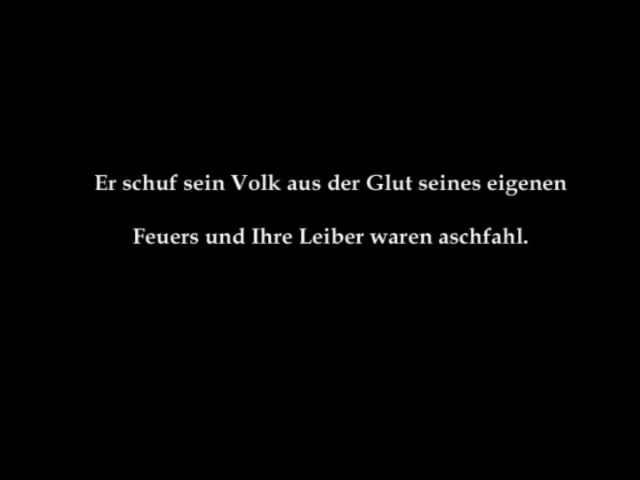 Er schuf sein Volk aus der Glut seines eigenen
Feuers und Ihre Leiber waren aschfahl.